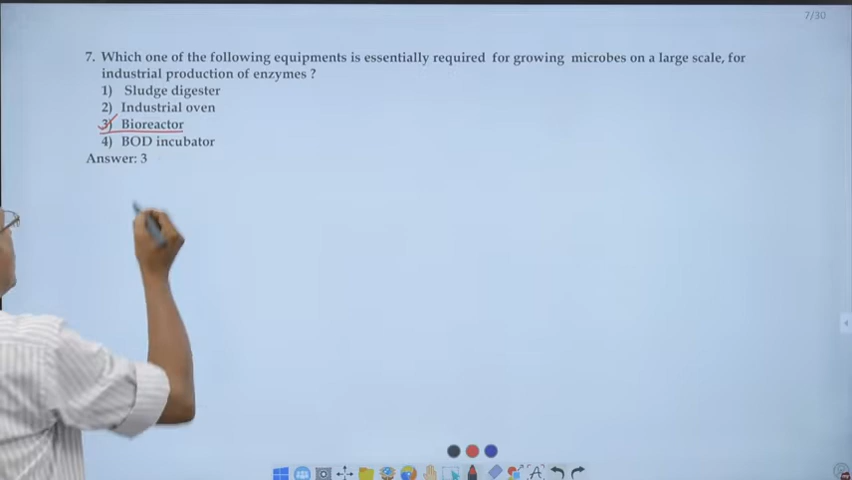 7/30
7. Which one of the following equipments is essentially required for growing microbes on a large scale, for
industrial production of enzymes ?
1) Sludge digester
2) Industrial oven
3) Bioreactor
4) BOD incubator
Answer: 3